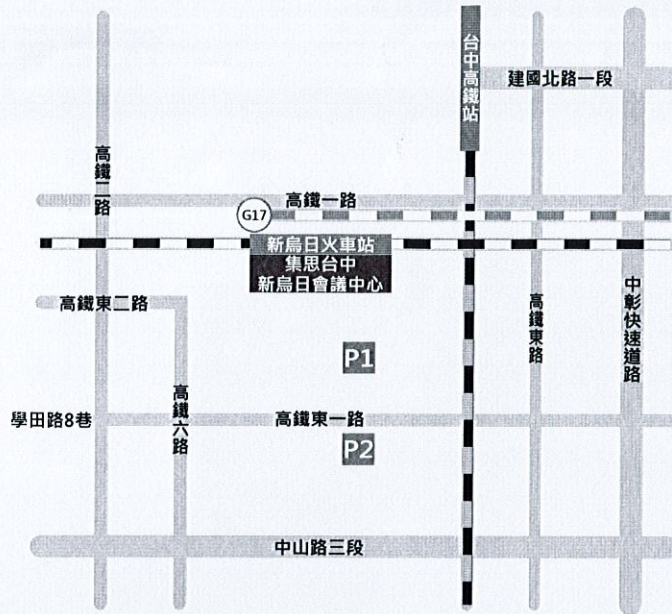 台中高鐵站
建國北路一段
高鐵二路
高鐵一路
G17
新烏日火車站
集思台中
新烏日會議中心
高鐵東二路
高鐵東路
中彰快速道路
P1
高鐵六路
學田路8巷
高鐵東一路
P2
中山路三段